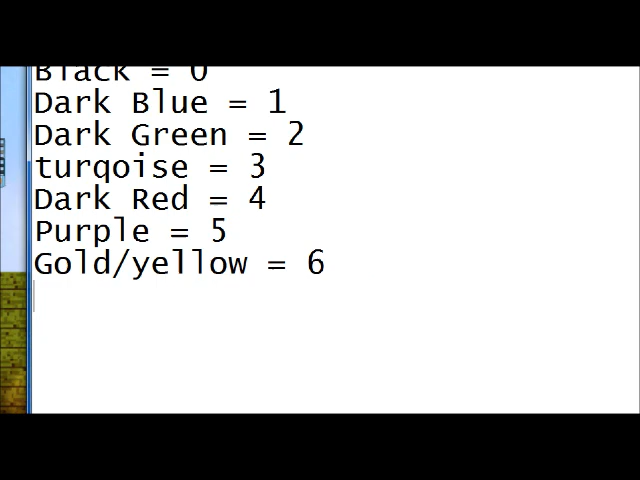 Black = 0
Dark Blue = 1
Dark Green = 2
turqoise = 3
Dark Red = 4
Purple = 5
Gold/yellow = 6